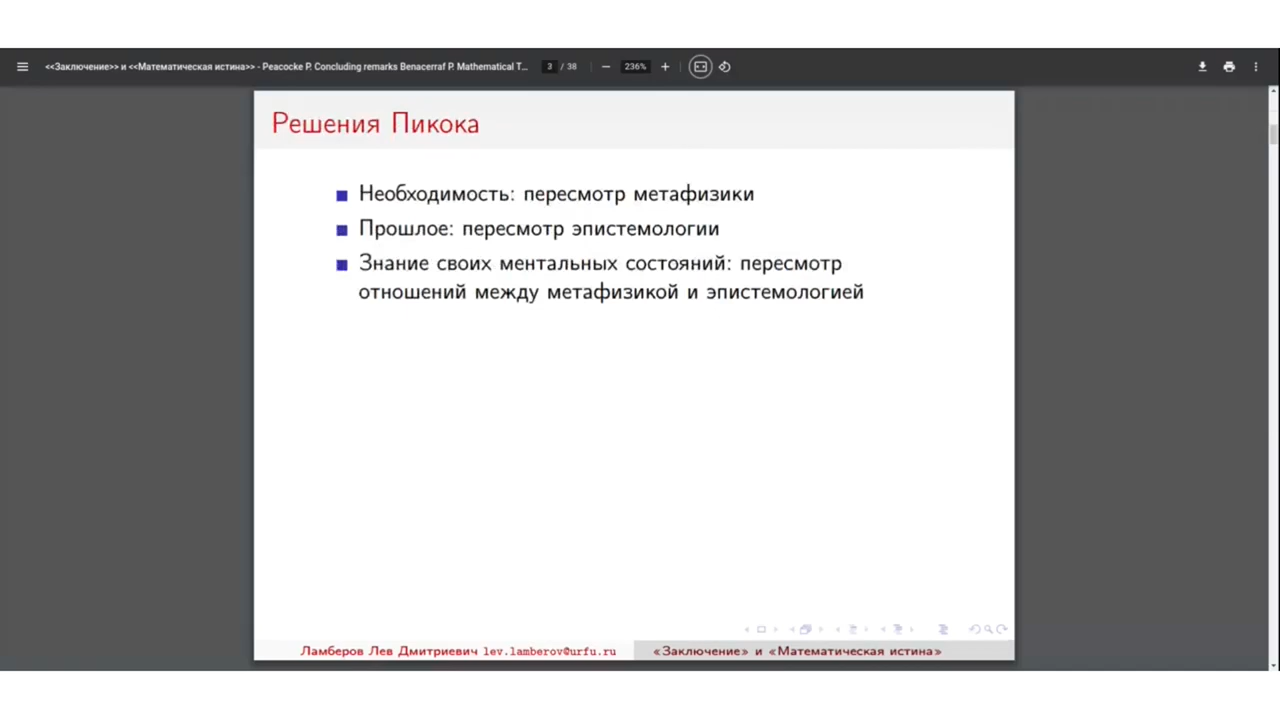 <<Заключение>> и <<Математическая истина>> - Peacocke P. Concluding remarks Benacerraf P. Mathematical T...
3 / 38
236%
Решения Пикока
Необходимость: пересмотр метафизики
Прошлое: пересмотр эпистемологии
Знание своих ментальных состояний: пересмотр
отношений между метафизикой и эпистемологией
Ламберов Лев Дмитриевич lev.lamberov@urfu.ru
«Заключение» и «Математическая истина»